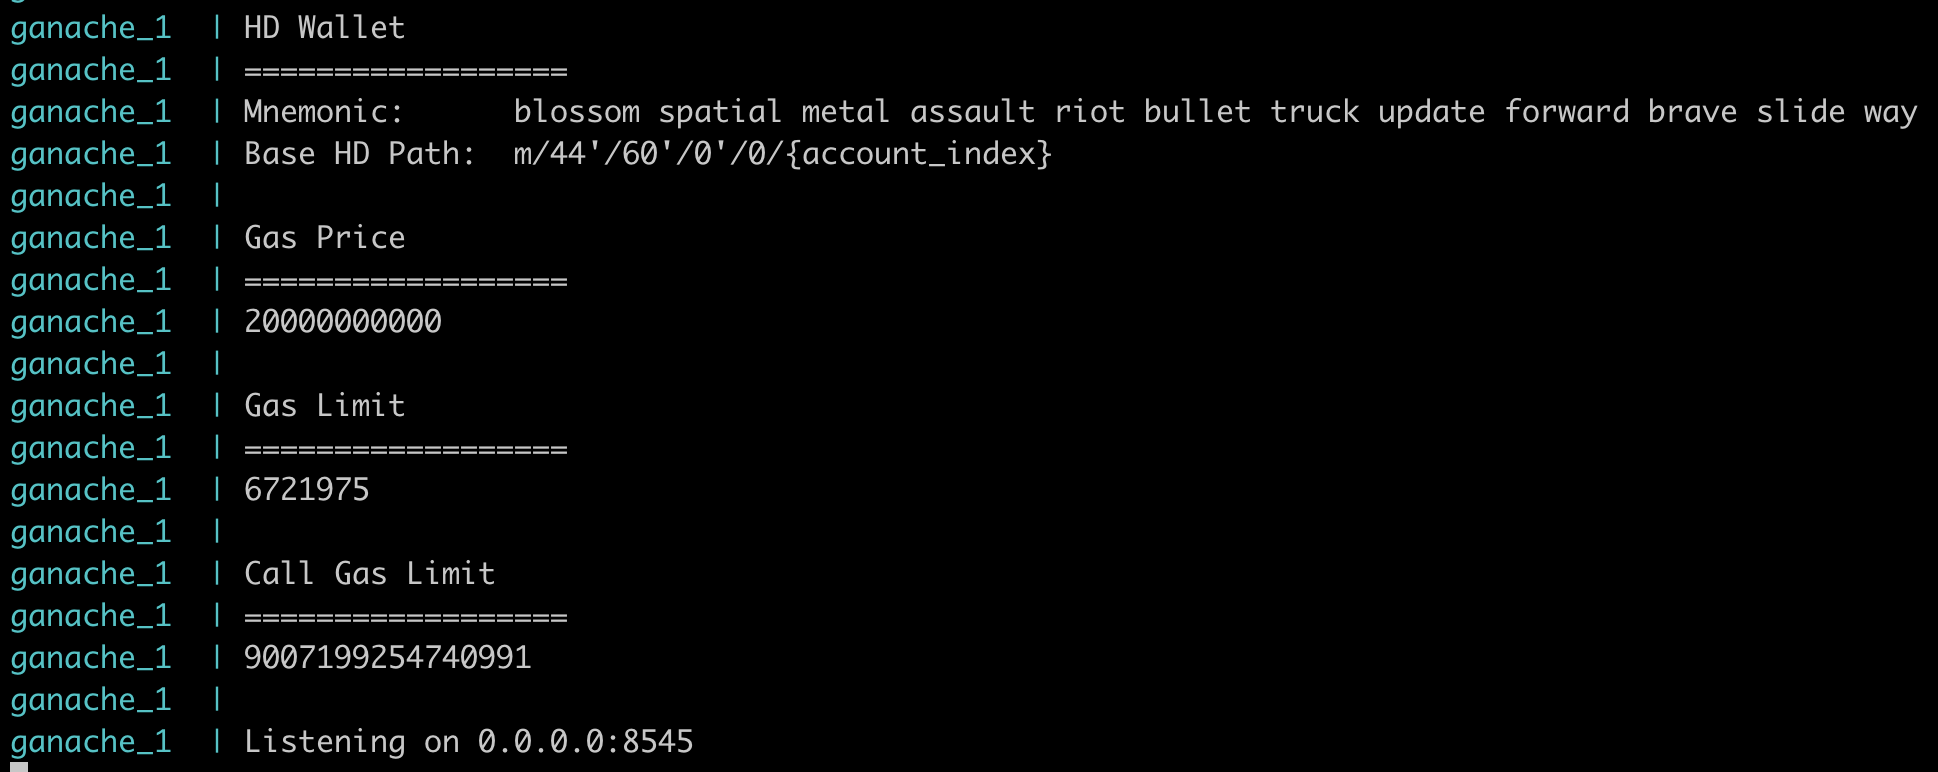 ganache_1  | HD Wallet
ganache_1  | ==================
ganache_1  | Mnemonic:      blossom spatial metal assault riot bullet truck update forward brave slide way
ganache_1  | Base HD Path:  m/44'/60'/0'/0/{account_index}
ganache_1  |
ganache_1  | Gas Price
ganache_1  | ==================
ganache_1  | 20000000000
ganache_1  |
ganache_1  | Gas Limit
ganache_1  | ==================
ganache_1  | 6721975
ganache_1  |
ganache_1  | Call Gas Limit
ganache_1  | ==================
ganache_1  | 9007199254740991
ganache_1  |
ganache_1  | Listening on 0.0.0.0:8545